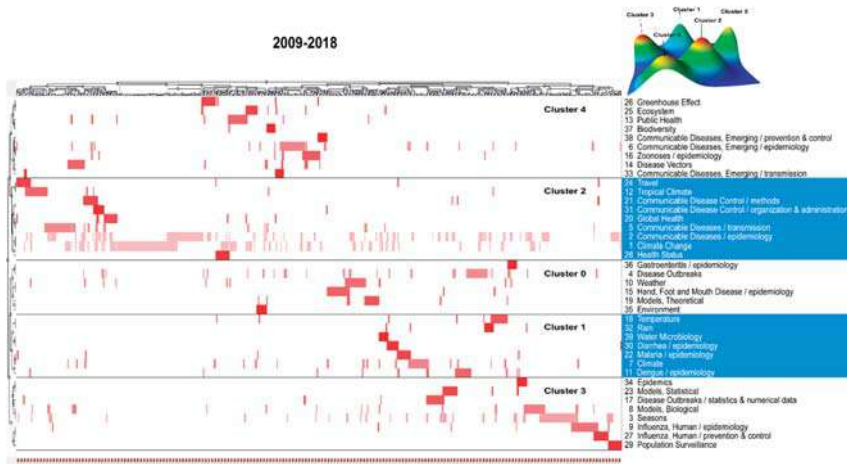 Cluster 1
Cluster 3
Cluster 2
2009-2018
Cluster 4
26 Greenhouse Effect
25 Ecosystem
13 Public Health
37 Biodiversity
38 Communicable Diseases, Emerging / prevention & control
6 Communicable Diseases, Emerging / epidemiology
16 Zoonoses / epidemiology
14 Disease Vectors
33 Communicable Diseases, Emerging / transmission
Cluster 2
24 Travel
12 Tropical Climate
21 Communicable Disease Control / methods
31 Communicable Disease Control / organization & administration
20 Global Health
5 Communicable Diseases / transmission
2 Communicable Diseases / epidemiology
1 Climate Change
28 Health Status
Cluster 0
36 Gastroenteritis / epidemiology
4 Disease Outbreaks
10 Weather
15 Hand, Foot and Mouth Disease / epidemiology
19 Models, Theoretical
35 Environment
Cluster 1
18 Temperature
32 Rain
39 Water Microbiology
30 Diarrhea / epidemiology
22 Malaria / epidemiology
7 Climate
11 Dengue / epidemiology
Cluster 3
34 Epidemics
23 Models, Statistical
17 Disease Outbreaks / statistics & numerical data
8 Models, Biological
3 Seasons
9 Influenza, Human / epidemiology
27 Influenza, Human / prevention & control
29 Population Surveillance